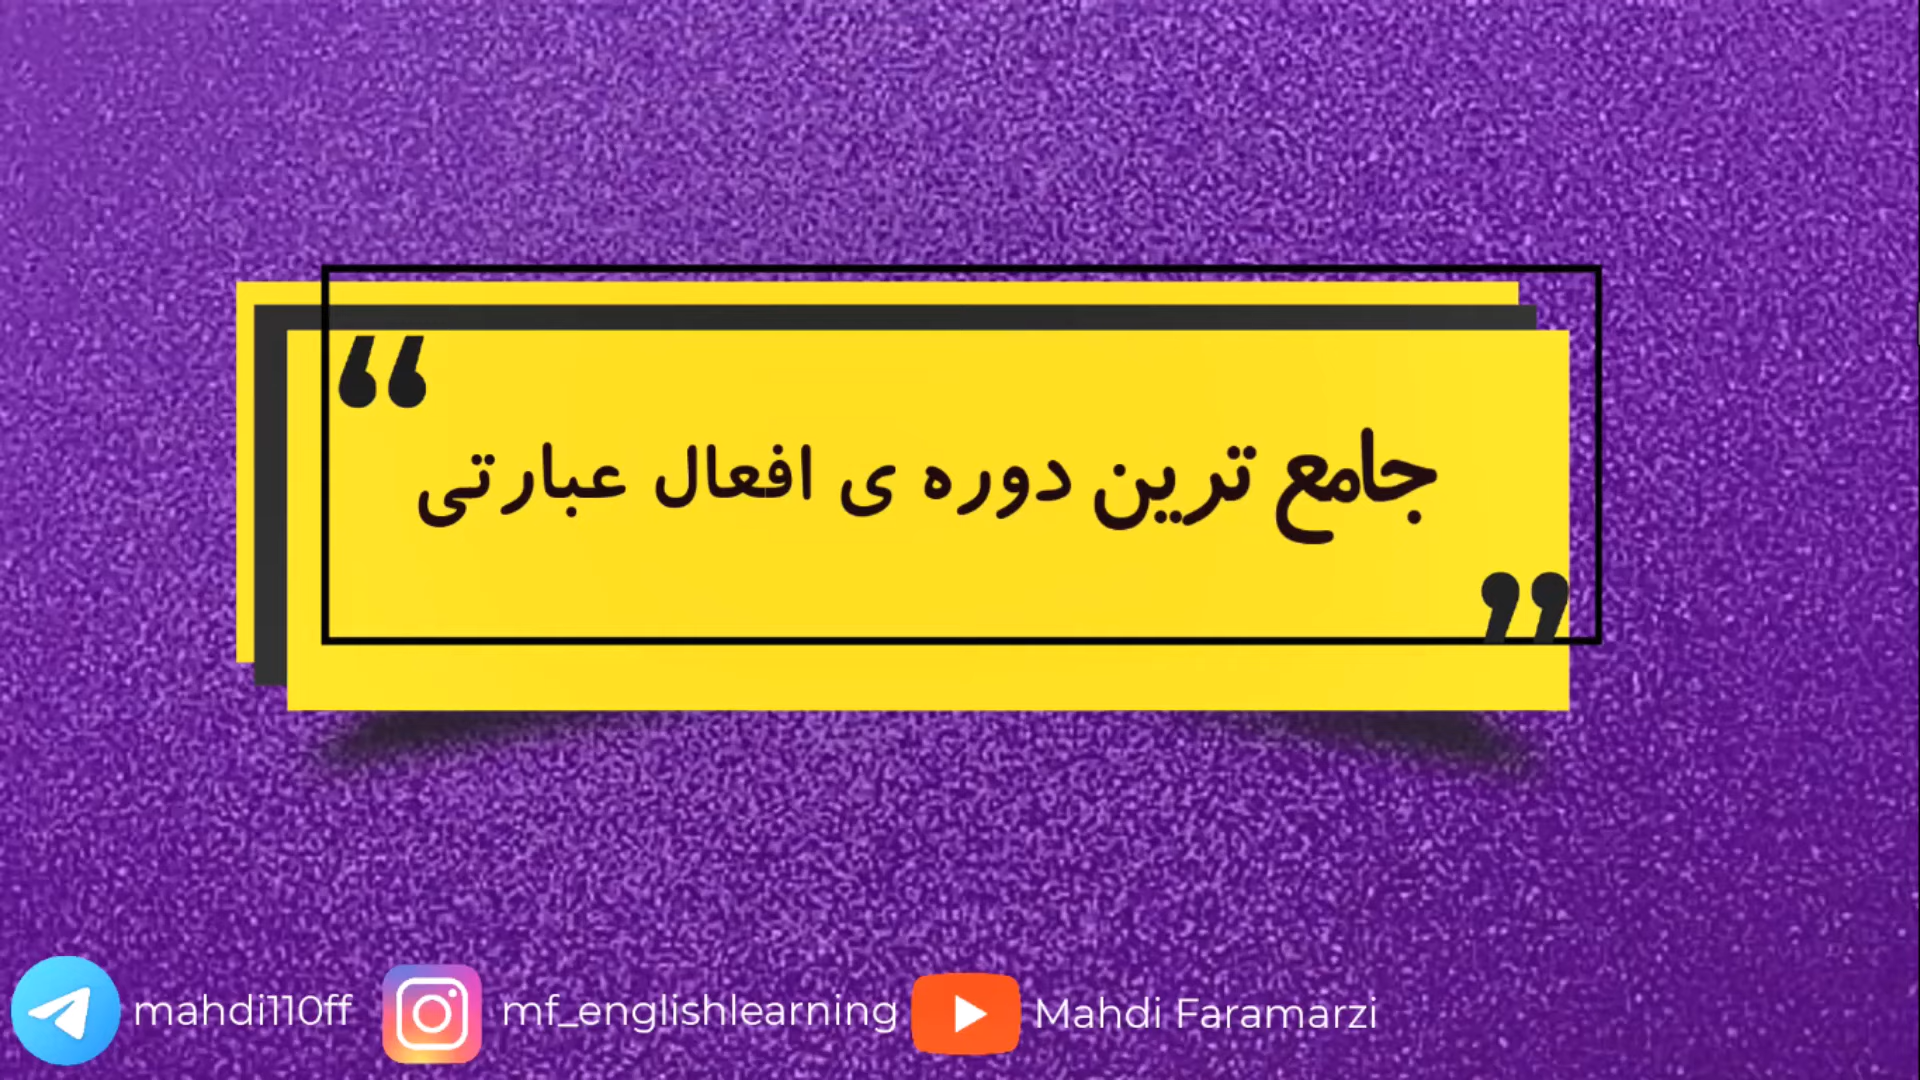 “
جامع ترین دوره ی افعال عبارتی
”
mahdi110ff mf_englishlearning Mahdi Faramarzi